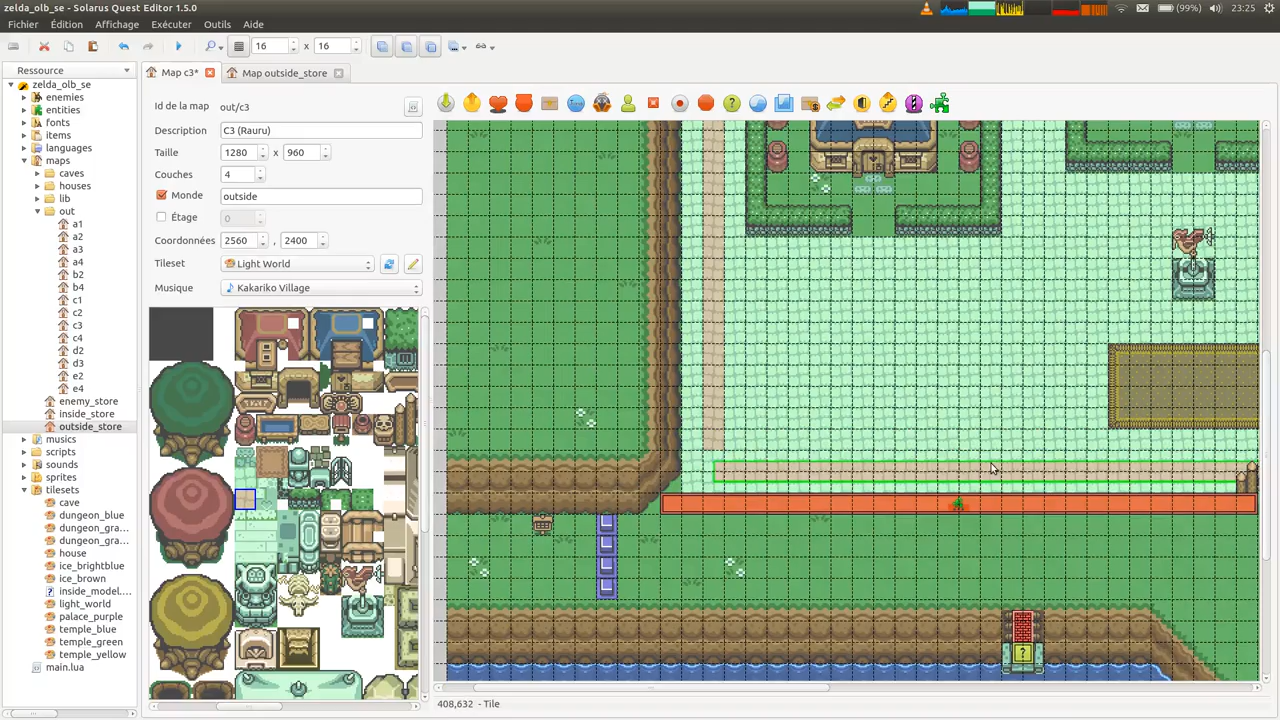 zelda_olb_se - Solarus Quest Editor 1.5.0
(99%) 23:25
Fichier Édition Affichage Exécuter Outils Aide
16 x 16
Ressource
Map c3*
Map outside_store
zelda_olb_se
enemies
entities
fonts
items
languages
maps
caves
houses
lib
out
a1
a2
a3
a4
b2
b4
c1
c2
c3
c4
d2
d3
e2
e4
enemy_store
inside_store
outside_store
musics
scripts
sounds
sprites
tilesets
cave
dungeon_blue
dungeon_gra...
dungeon_gra...
house
ice_brightblue
ice_brown
inside_model....
light_world
palace_purple
temple_blue
temple_green
temple_yellow
main.lua
Id de la map out/c3
Description C3 (Rauru)
Taille 1280 x 960
Couches 4
Monde outside
Étage 0
Coordonnées 2560 , 2400
Tileset Light World
Musique Kakariko Village
?
?
408,632 - Tile